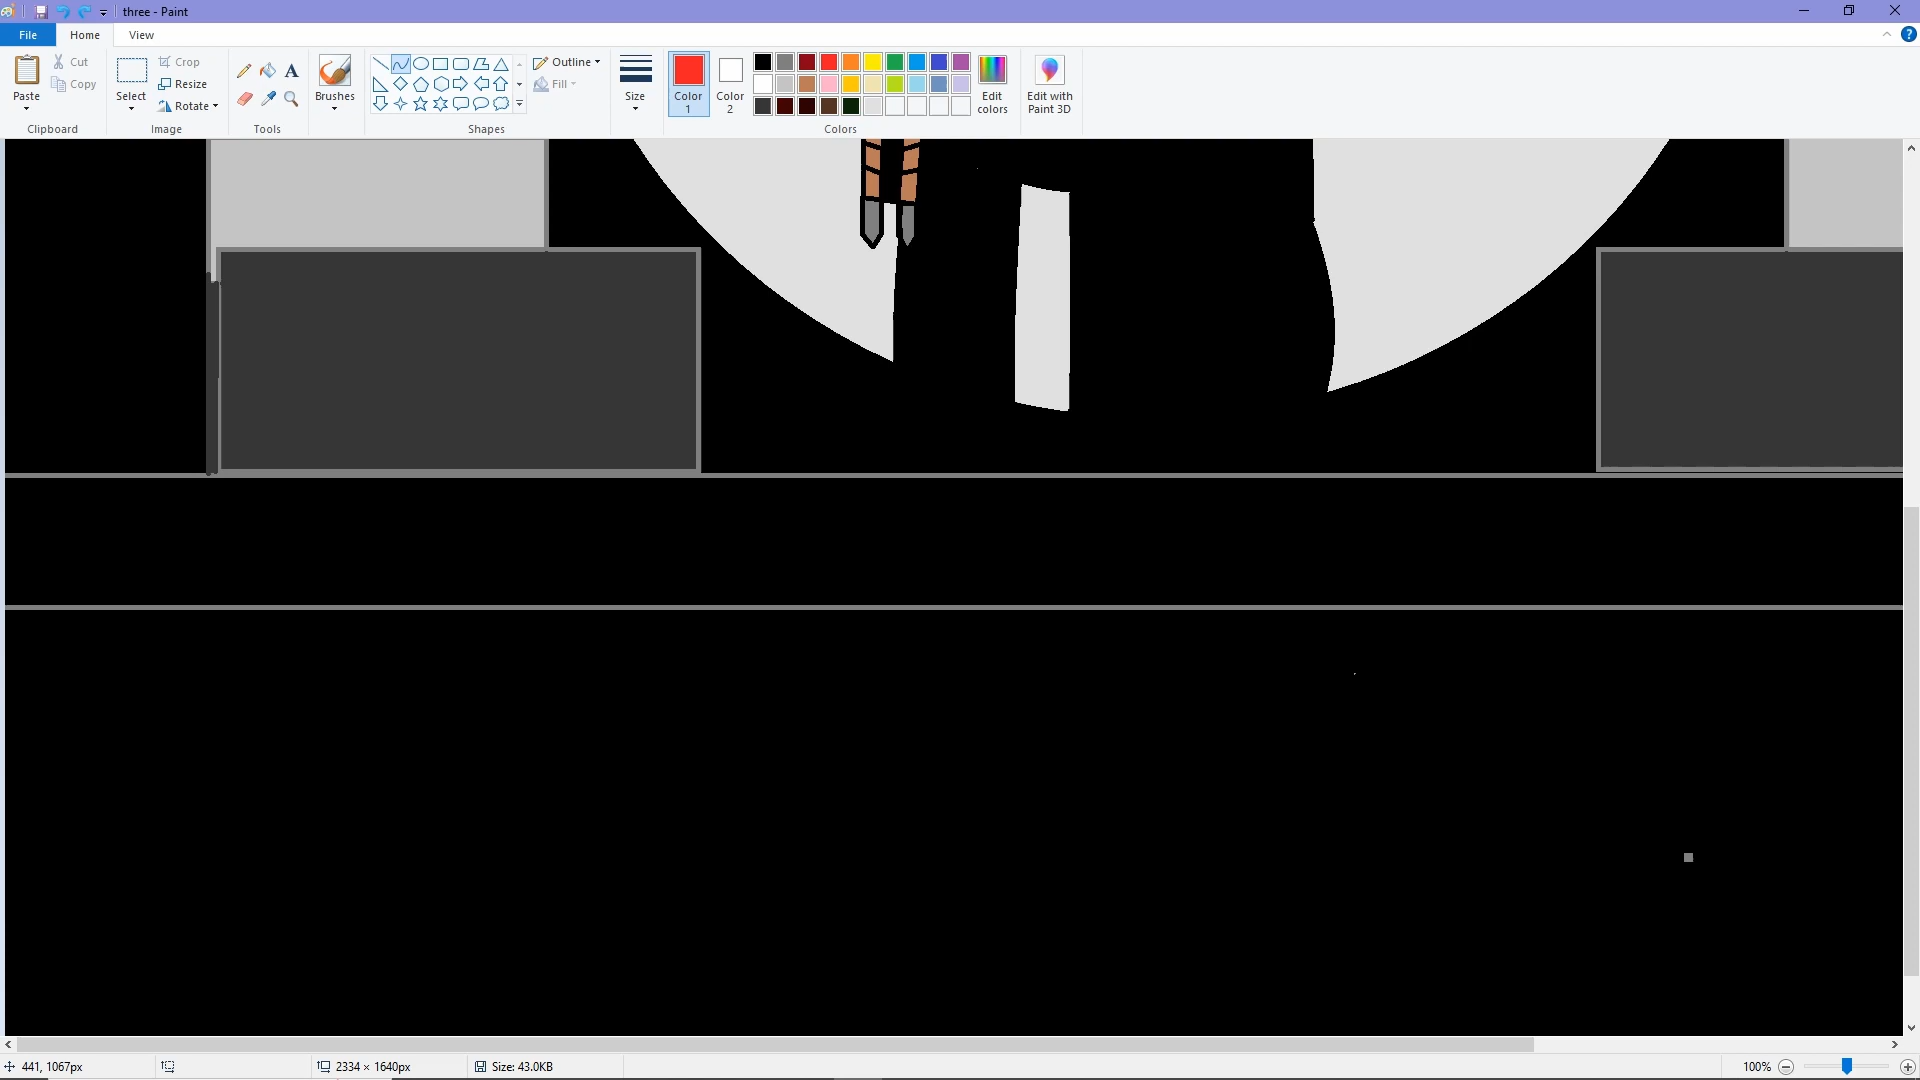 three - Paint
File
Home
View
Paste
Cut
Copy
Clipboard
Select
Crop
Resize
Rotate
Image
A
Tools
Brushes
Shapes
Outline
Fill
Size
Color
1
Color
2
Colors
Edit
colors
Edit with
Paint 3D
?
441, 1067px
2334 × 1640px
Size: 43.0KB
100%